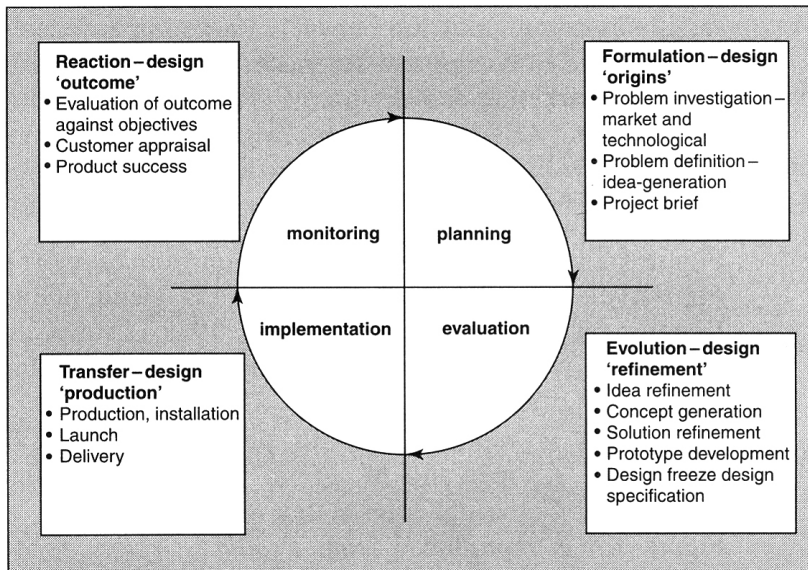 Reaction – design
'outcome'
• Evaluation of outcome
against objectives
• Customer appraisal
• Product success
Formulation – design
'origins'
• Problem investigation –
market and
technological
• Problem definition –
idea-generation
• Project brief
monitoring
planning
implementation
evaluation
Transfer – design
'production'
• Production, installation
• Launch
• Delivery
Evolution – design
'refinement'
• Idea refinement
• Concept generation
• Solution refinement
• Prototype development
• Design freeze design
specification